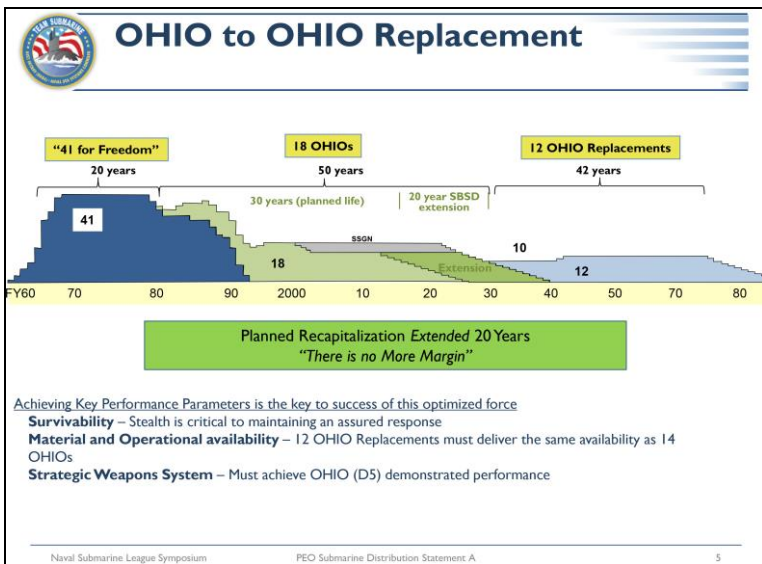 TEAM SUBMARINE
OHIO to OHIO Replacement
"41 for Freedom"
18 OHIOs
12 OHIO Replacements
20 years
50 years
42 years
30 years (planned life)
20 year SBSD
extension
41
SSGN
18
Extension
10
12
FY60 70 80 90 2000 10 20 30 40 50 60 70 80
Planned Recapitalization Extended 20 Years
"There is no More Margin"
Achieving Key Performance Parameters is the key to success of this optimized force
Survivability – Stealth is critical to maintaining an assured response
Material and Operational availability – 12 OHIO Replacements must deliver the same availability as 14
OHIOs
Strategic Weapons System – Must achieve OHIO (D5) demonstrated performance
Naval Submarine League Symposium PEO Submarine Distribution Statement A 5